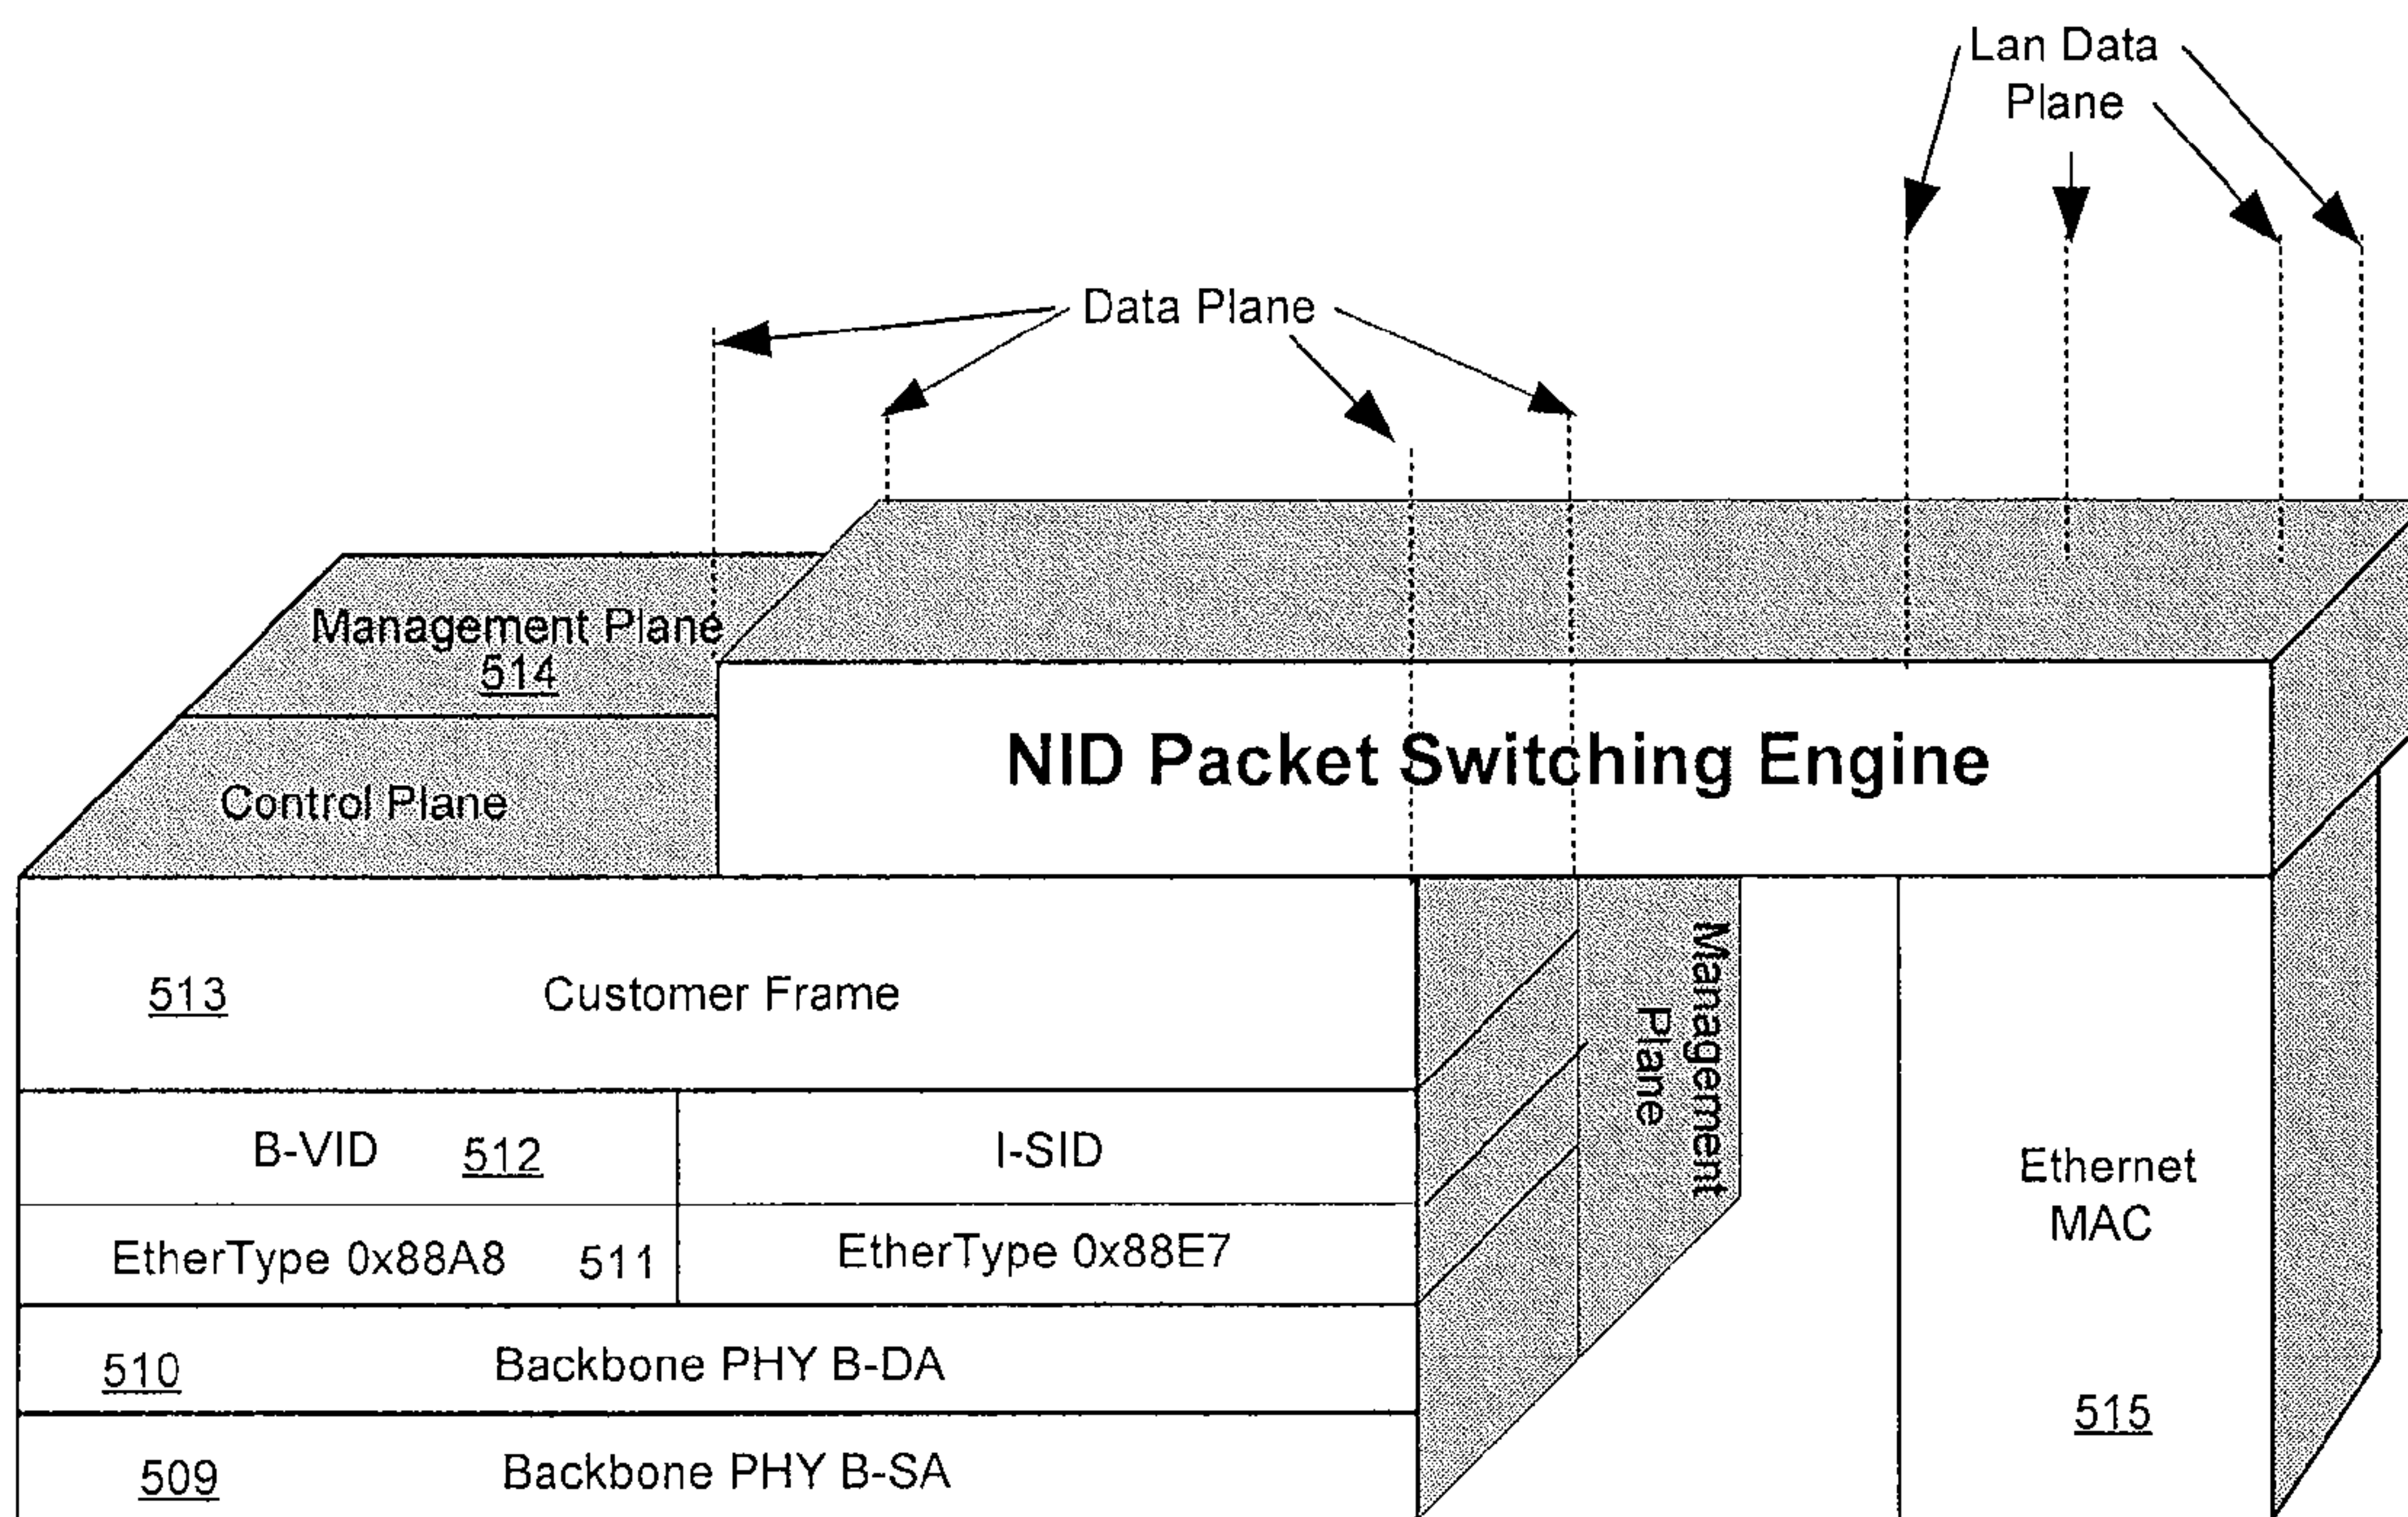 Lan Data
Plane
Data Plane
Management Plane
514
Control Plane
NID Packet Switching Engine
513 Customer Frame
Management
Plane
B-VID 512 I-SID
EtherType 0x88A8 511 EtherType 0x88E7
Ethernet
MAC
510 Backbone PHY B-DA
515
509 Backbone PHY B-SA